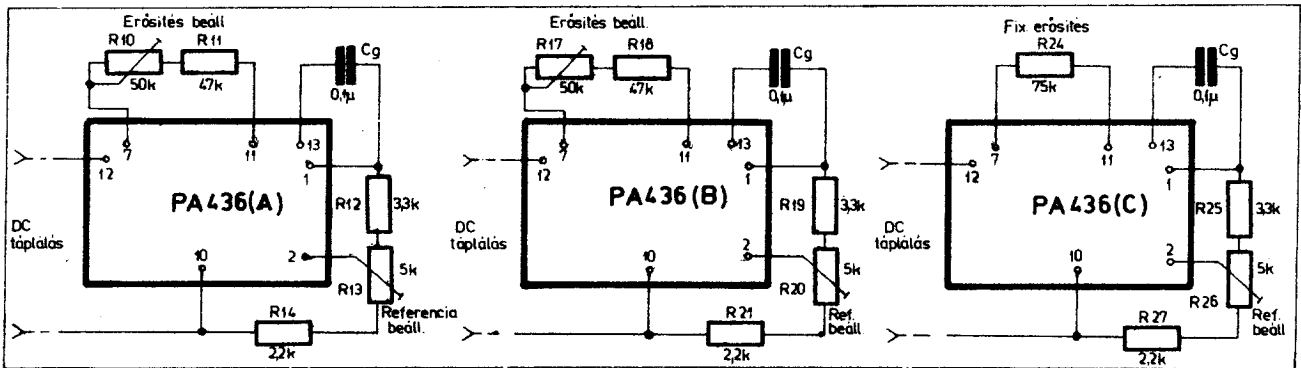 Erősítés beáll
R10
R11
50k
47k
Cg
0,1µ
7
11
13
12
1
PA436(A)
R12
3,3k
DC
táplálás
10
2
5k
R13
Referencia
beáll.
R14
2,2k
Erősítés beáll.
R17
R18
50k
47k
Cg
0,1µ
7
11
13
12
1
PA436(B)
R19
3,3k
DC
táplálás
10
2
5k
R20
Ref.
beáll.
R21
2,2k
Fix erősítés
R24
75k
Cg
0,1µ
7
11
13
12
1
PA436(C)
R25
3,3k
DC
táplálás
10
2
5k
R26
Ref.
beáll
R27
2,2k